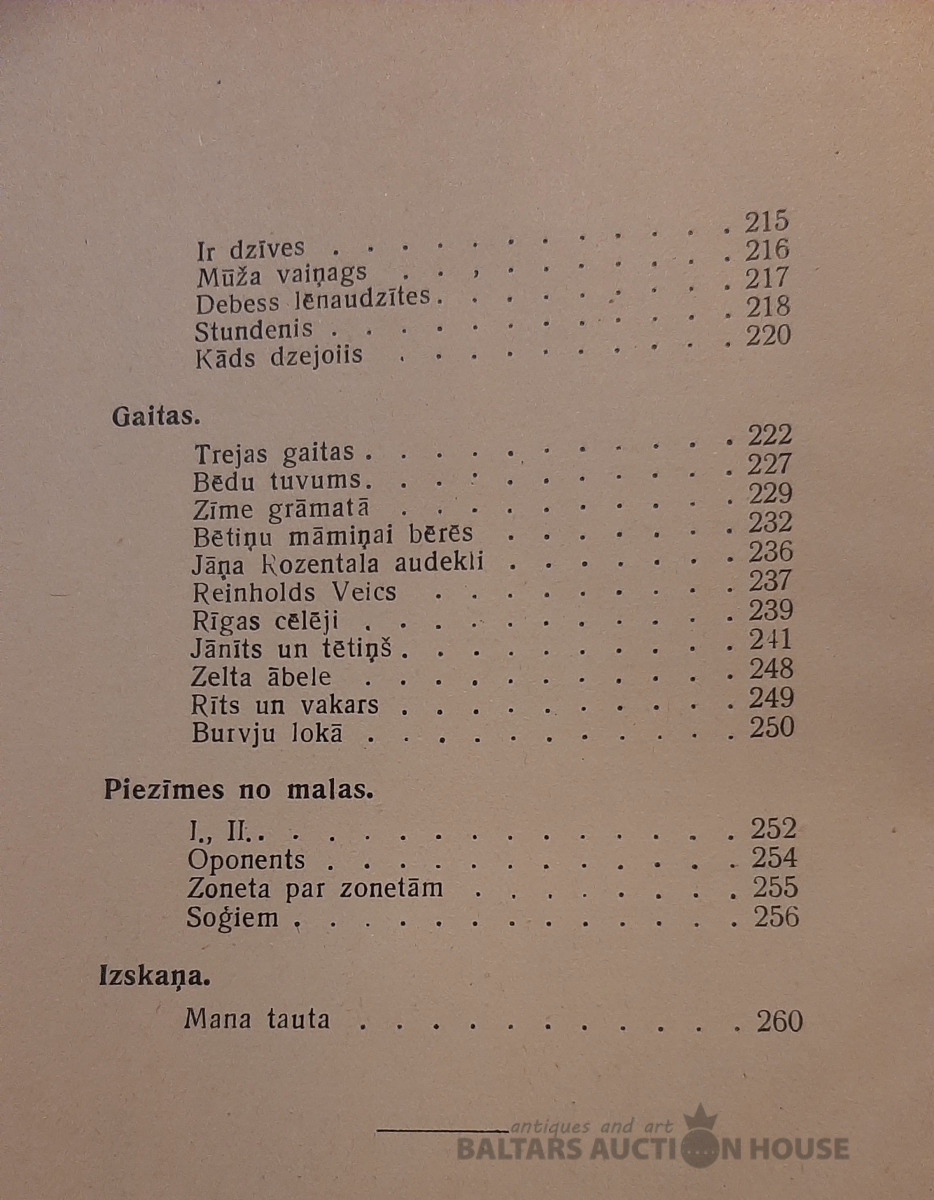 Ir dzīves . . . . . . . . . . . . 215
Mūža vaiņags . . , . . . . . . . 216
Debess lēnaudzītes. . . . . . . . . 217
Stundenis . . . . . . . . . . . . 218
Kāds dzejolis . . . . . . . . . . 220
Gaitas.
Trejas gaitas . . . . . . . . . . . 222
Bēdu tuvums. . . . . . . . . . . 227
Zīme grāmatā . . . . . . . . . . 229
Bētiņu māmiņai bērēs . . . . . . . 232
Jāņa Rozentala audekli . . . . . . . 236
Reinholds Veics . . . . . . . . . 237
Rīgas cēlēji . . . . . . . . . . . 239
Jānīts un tētiņš . . . . . . . . . . 241
Zelta ābele . . . . . . . . . . . 248
Rīts un vakars . . . . . . . . . . 249
Burvju lokā . . . . . . . . . . . 250
Piezīmes no malas.
I., II. . . . . . . . . . . . . . . 252
Oponents . . . . . . . . . . . . 254
Zoneta par zonetām . . . . . . . . 255
Soģiem . . . . . . . . . . . . . 256
Izskaņa.
Mana tauta . . . . . . . . . . . 260
antiques and art
BALTARS AUCTION HOUSE